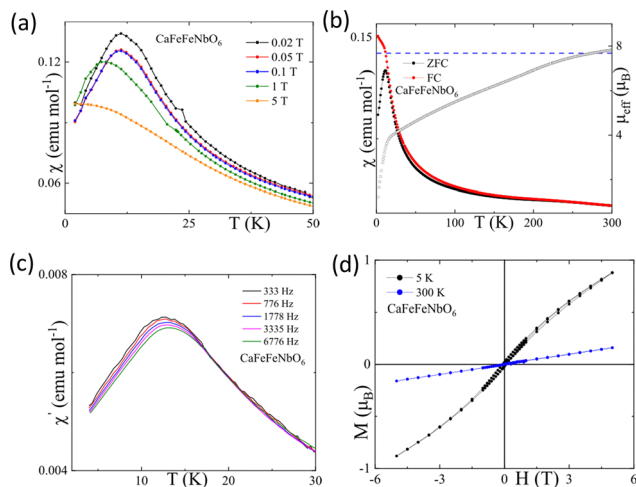 (a)
0.12
0.06
χ (emu mol⁻¹)
0.02 T
0.05 T
0.1 T
1 T
5 T
CaFeFeNbO₆
0
25
50
T (K)
(b)
0.15
0
χ (emu mol⁻¹)
ZFC
FC
CaFeFeNbO₆
8
4
0
μeff (μB)
0
100
200
300
T (K)
(c)
0.008
0.004
χ' (emu mol⁻¹)
333 Hz
776 Hz
1778 Hz
3335 Hz
6776 Hz
CaFeFeNbO₆
0
10
20
30
T (K)
(d)
1
0
-1
M (μB)
5 K
300 K
CaFeFeNbO₆
-6
-3
0
3
6
H (T)